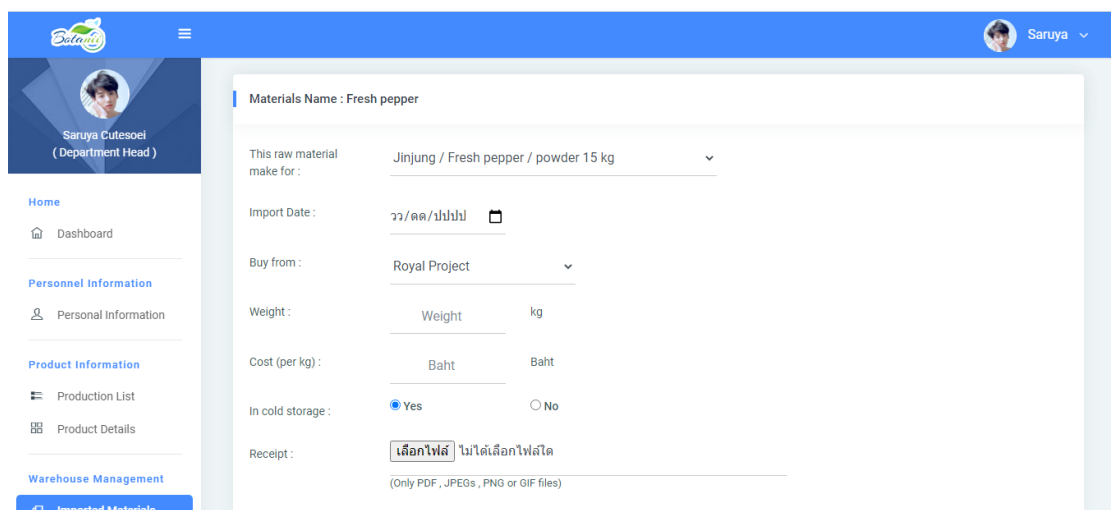 Botanii
Saruya
Saruya Cutesoei
( Department Head )
Home
Dashboard
Personnel Information
Personal Information
Product Information
Production List
Product Details
Warehouse Management
Imported Materials
Materials Name : Fresh pepper
This raw material
make for :
Jinjung / Fresh pepper / powder 15 kg
Import Date :
วว/ดด/ปปปป
Buy from :
Royal Project
Weight :
Weight
kg
Cost (per kg) :
Baht
Baht
In cold storage :
Yes
No
Receipt :
เลือกไฟล์ ไม่ได้เลือกไฟล์ใด
(Only PDF , JPEGs , PNG or GIF files)